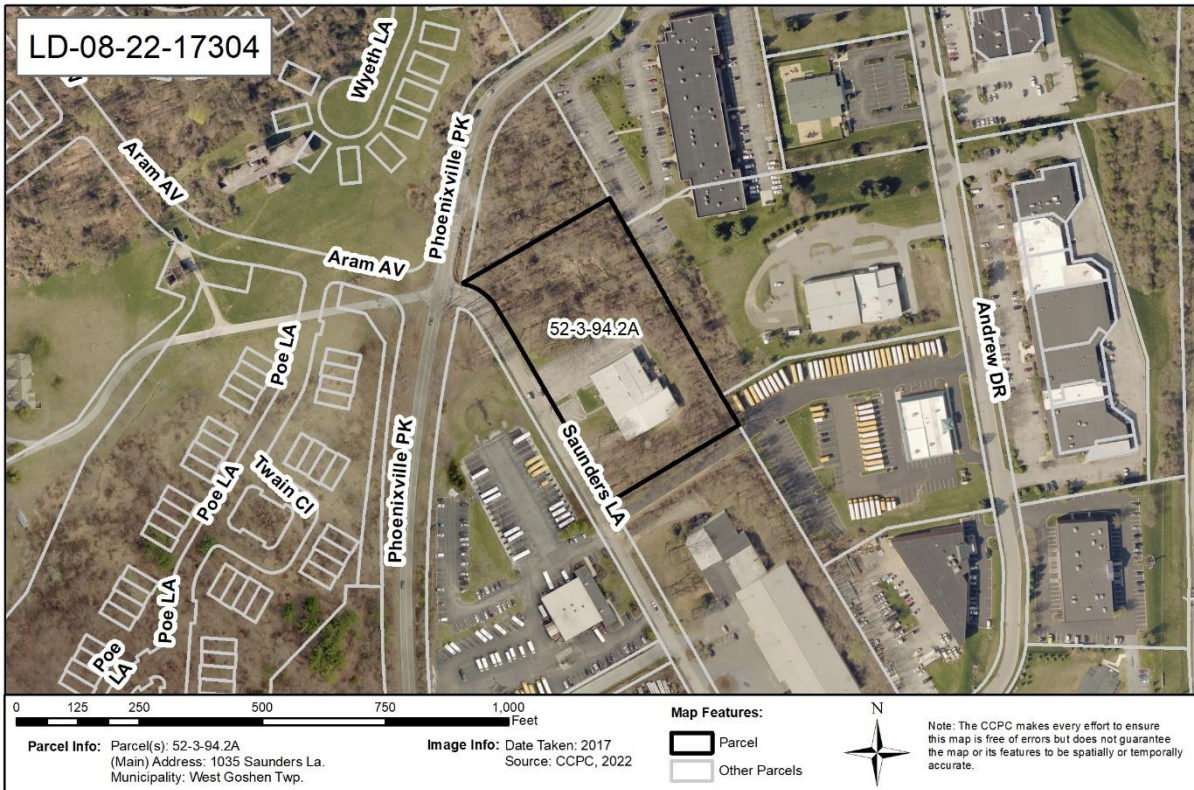 LD-08-22-17304
Wyeth LA
Aram AV
Phoenixville PK
Aram AV
52-3-94.2A
Poe LA
Andrew DR
Saunders LA
Twain CI
Poe LA
Phoenixville PK
Poe LA
Poe
LA
0 125 250 500 750 1,000
Feet
Parcel Info: Parcel(s): 52-3-94.2A
(Main) Address: 1035 Saunders La.
Municipality: West Goshen Twp.
Image Info: Date Taken: 2017
Source: CCPC, 2022
Map Features:
Parcel
Other Parcels
N
Note: The CCPC makes every effort to ensure
this map is free of errors but does not guarantee
the map or its features to be spatially or temporally
accurate.